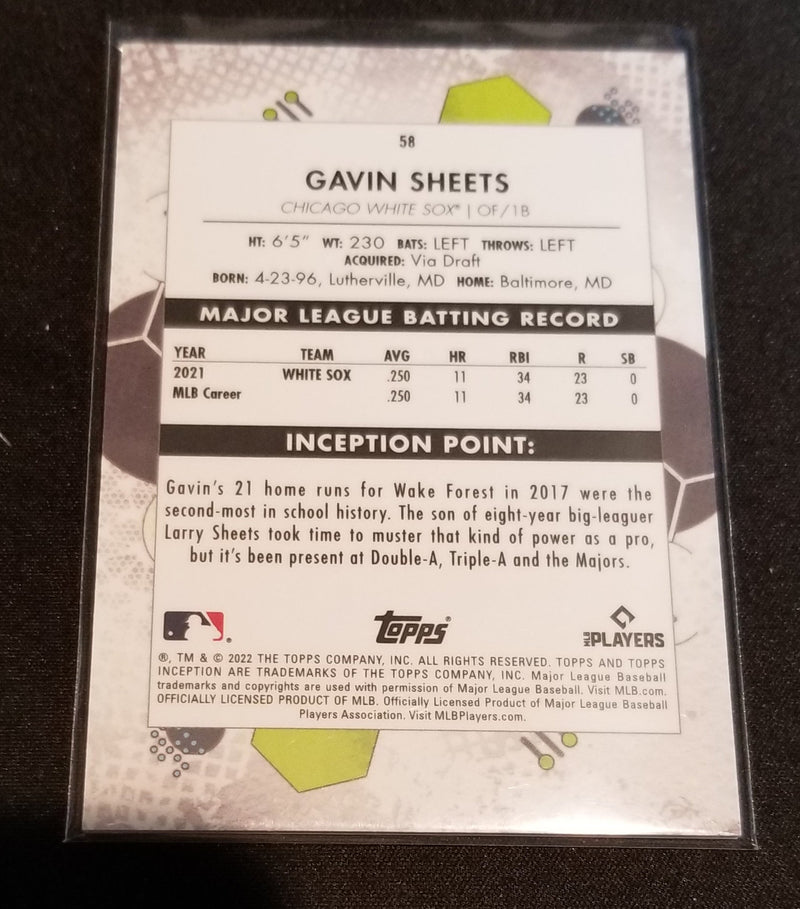 58
GAVIN SHEETS
CHICAGO WHITE SOX® | OF/1B
HT: 6'5" WT: 230 BATS: LEFT THROWS: LEFT
ACQUIRED: Via Draft
BORN: 4-23-96, Lutherville, MD HOME: Baltimore, MD
MAJOR LEAGUE BATTING RECORD
YEAR TEAM AVG HR RBI R SB
2021 WHITE SOX .250 11 34 23 0
MLB Career .250 11 34 23 0
INCEPTION POINT:
Gavin's 21 home runs for Wake Forest in 2017 were the
second-most in school history. The son of eight-year big-leaguer
Larry Sheets took time to muster that kind of power as a pro,
but it's been present at Double-A, Triple-A and the Majors.
®
topps®
MLB PLAYERS
®, TM & © 2022 THE TOPPS COMPANY, INC. ALL RIGHTS RESERVED. TOPPS AND TOPPS
INCEPTION ARE TRADEMARKS OF THE TOPPS COMPANY, INC. Major League Baseball
trademarks and copyrights are used with permission of Major League Baseball. Visit MLB.com.
OFFICIALLY LICENSED PRODUCT OF MLB. Officially Licensed Product of Major League Baseball
Players Association. Visit MLBPlayers.com.